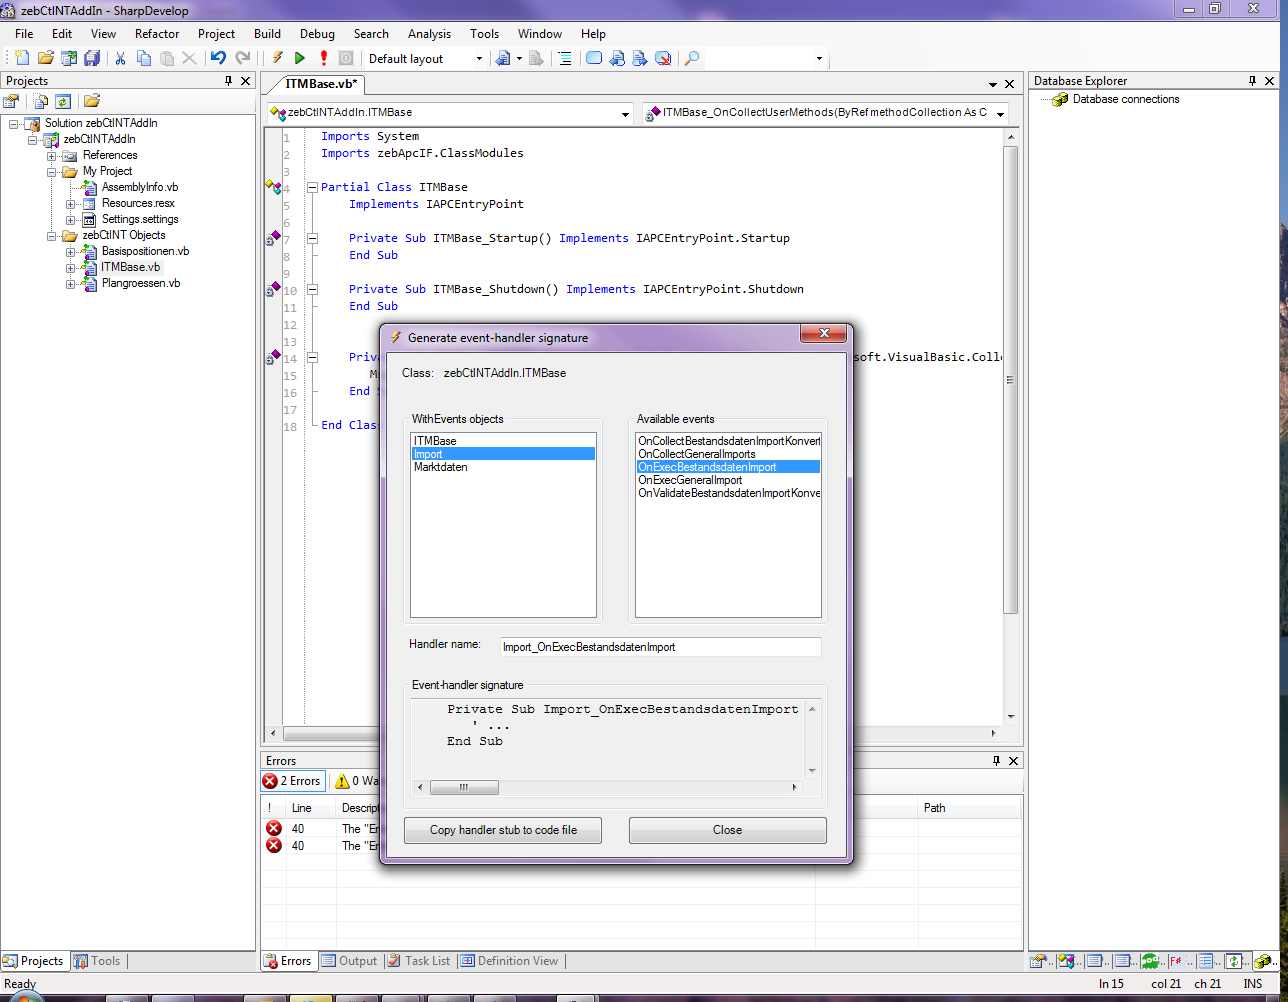 zebCtINTAddIn - SharpDevelop
File Edit View Refactor Project Build Debug Search Analysis Tools Window Help
Default layout
Projects
Solution zebCtINTAddIn
zebCtINTAddIn
References
My Project
AssemblyInfo.vb
Resources.resx
Settings.settings
zebCtINT Objects
Basispositionen.vb
ITMBase.vb
Plangroessen.vb
ITMBase.vb*
zebCtINTAddIn.ITMBase
ITMBase_OnCollectUserMethods(ByRef methodCollection As C
1 Imports System
2 Imports zebApcIF.ClassModules
3
4 Partial Class ITMBase
5 Implements IAPCEntryPoint
6
7 Private Sub ITMBase_Startup() Implements IAPCEntryPoint.Startup
8 End Sub
9
10 Private Sub ITMBase_Shutdown() Implements IAPCEntryPoint.Shutdown
11 End Sub
12
13
14 Priv soft.VisualBasic.Colle
15 M
16 End
17
18 End Clas
Database Explorer
Database connections
Generate event-handler signature
Class: zebCtINTAddIn.ITMBase
WithEvents objects
ITMBase
Import
Marktdaten
Available events
OnCollectBestandsdatenImportKonvert
OnCollectGeneralImports
OnExecBestandsdatenImport
OnExecGeneralImport
OnValidateBestandsdatenImportKonve
Handler name: Import_OnExecBestandsdatenImport
Event-handler signature
Private Sub Import_OnExecBestandsdatenImport
' ...
End Sub
Copy handler stub to code file
Close
Errors
2 Errors 0 Wa
! Line Descript Path
40 The "Er
40 The "Er
Projects Tools
Errors Output Task List Definition View
Ready
ln 15 col 21 ch 21 INS